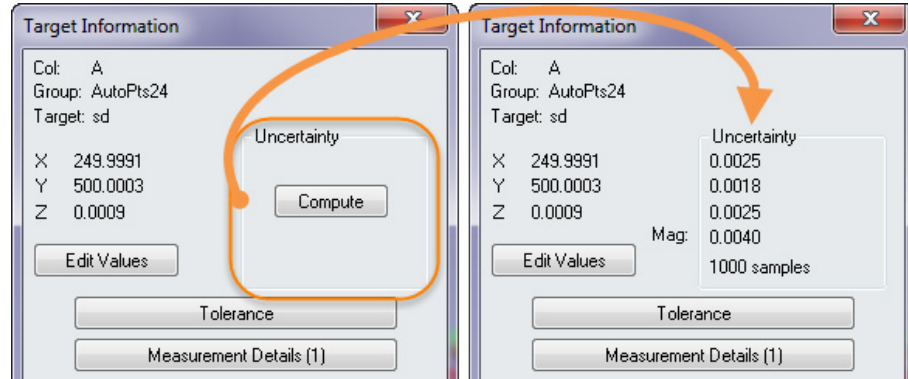 Target Information
Col: A
Group: AutoPts24
Target: sd
Uncertainty
X 249.9991
Y 500.0003
Z 0.0009
Compute
Edit Values
Tolerance
Measurement Details (1)
Target Information
Col: A
Group: AutoPts24
Target: sd
Uncertainty
X 249.9991 0.0025
Y 500.0003 0.0018
Z 0.0009 0.0025
Mag: 0.0040
Edit Values 1000 samples
Tolerance
Measurement Details (1)